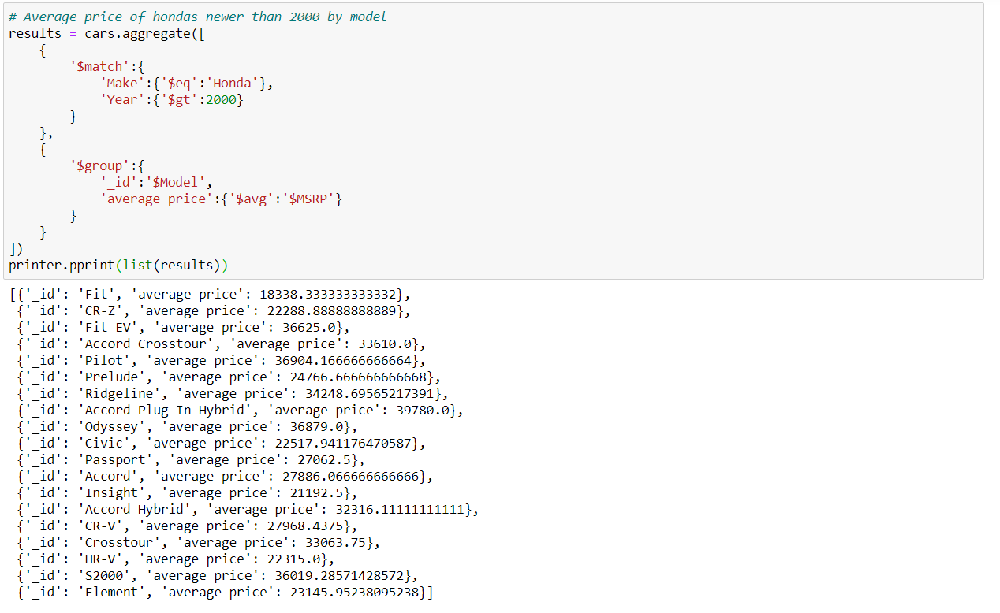 # Average price of hondas newer than 2000 by model
results = cars.aggregate([
    {
        '$match':{
            'Make':{'$eq':'Honda'},
            'Year':{'$gt':2000}
        }
    },
    {
        '$group':{
            '_id':'$Model',
            'average price':{'$avg':'$MSRP'}
        }
    }
])
printer.pprint(list(results))
[{'_id': 'Fit', 'average price': 18338.333333333332},
 {'_id': 'CR-Z', 'average price': 22288.88888888889},
 {'_id': 'Fit EV', 'average price': 36625.0},
 {'_id': 'Accord Crosstour', 'average price': 33610.0},
 {'_id': 'Pilot', 'average price': 36904.166666666664},
 {'_id': 'Prelude', 'average price': 24766.666666666668},
 {'_id': 'Ridgeline', 'average price': 34248.69565217391},
 {'_id': 'Accord Plug-In Hybrid', 'average price': 39780.0},
 {'_id': 'Odyssey', 'average price': 36879.0},
 {'_id': 'Civic', 'average price': 22517.941176470587},
 {'_id': 'Passport', 'average price': 27062.5},
 {'_id': 'Accord', 'average price': 27886.066666666666},
 {'_id': 'Insight', 'average price': 21192.5},
 {'_id': 'Accord Hybrid', 'average price': 32316.11111111111},
 {'_id': 'CR-V', 'average price': 27968.4375},
 {'_id': 'Crosstour', 'average price': 33063.75},
 {'_id': 'HR-V', 'average price': 22315.0},
 {'_id': 'S2000', 'average price': 36019.28571428572},
 {'_id': 'Element', 'average price': 23145.95238095238}]